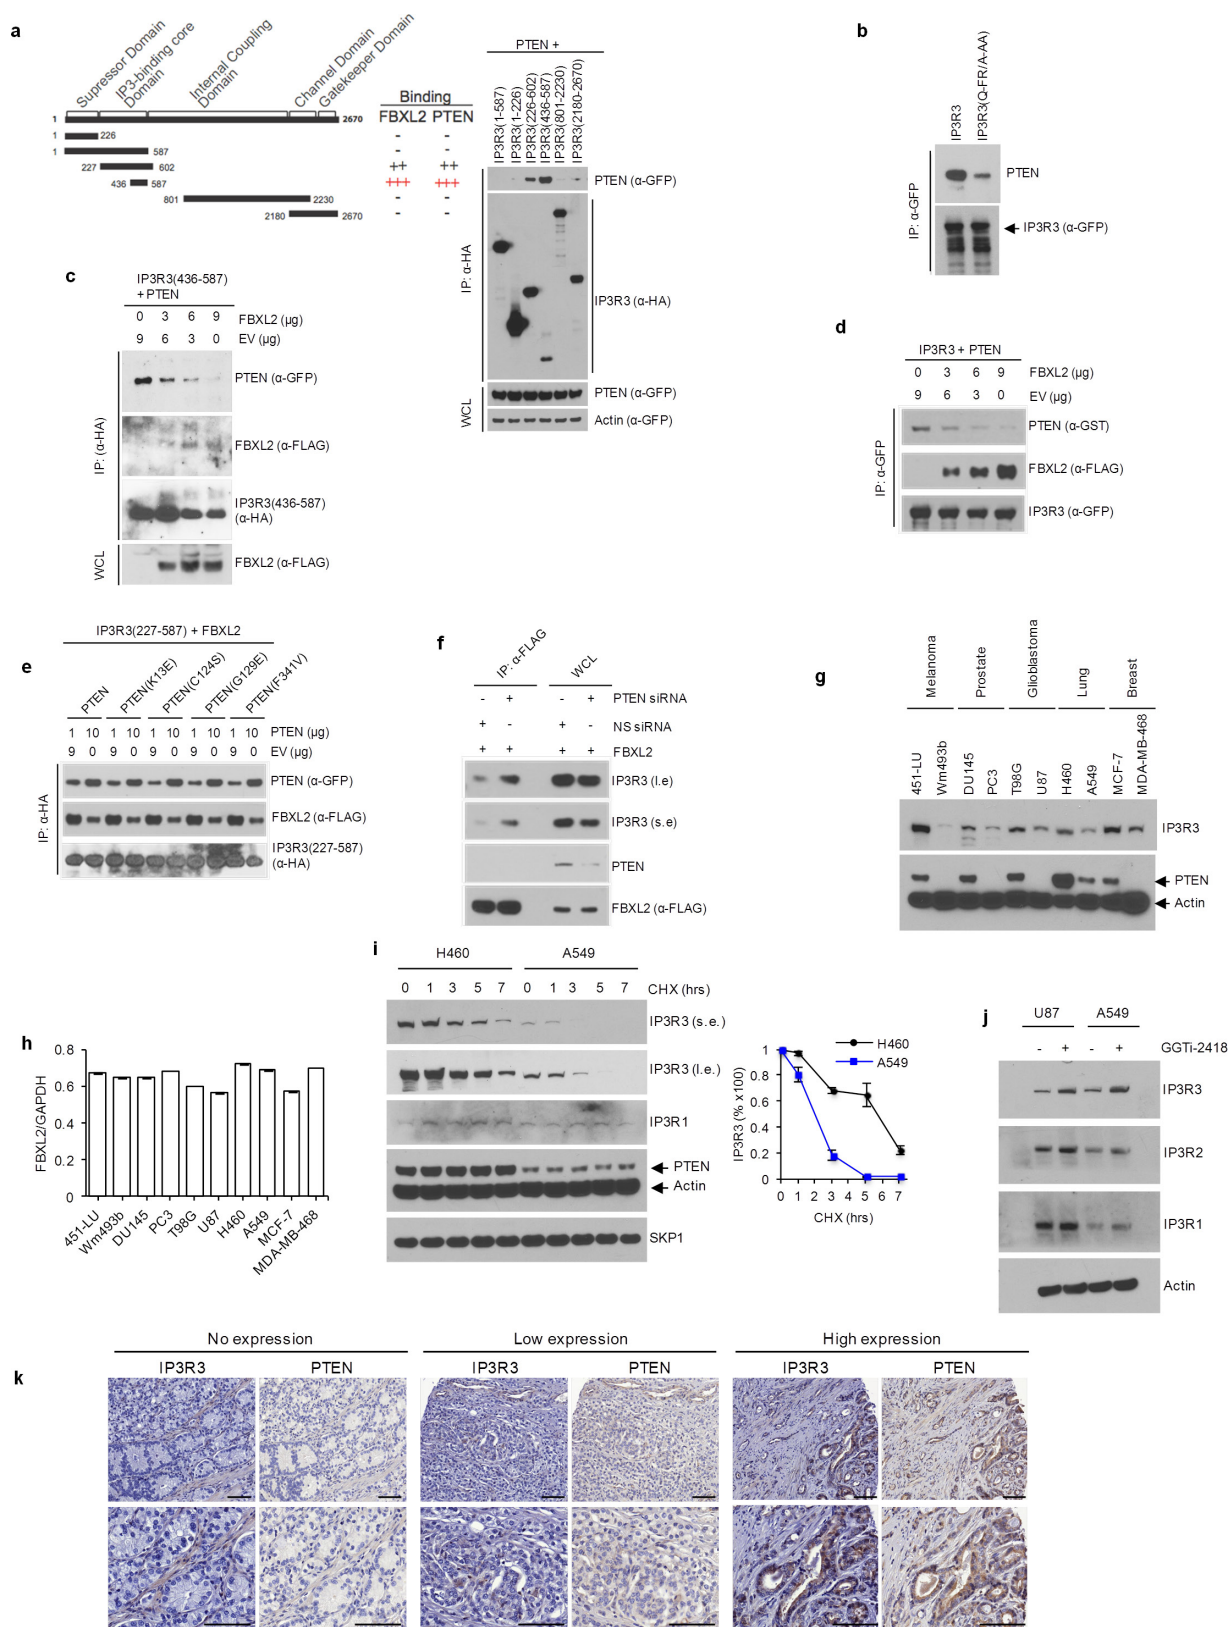 a
Supressor Domain
IP3-binding core
Domain
Internal Coupling
Domain
Channel Domain
Gatekeeper Domain
1 2670
1 226
1 587
227 602
436 587
801 2230
2180 2670
Binding
FBXL2 PTEN
- -
- -
++ ++
+++ +++
- -
- -
PTEN +
IP3R3(1-587)
IP3R3(1-226)
IP3R3(226-602)
IP3R3(436-587)
IP3R3(801-2230)
IP3R3(2180-2670)
IP: α-HA
PTEN (α-GFP)
IP3R3 (α-HA)
WCL
PTEN (α-GFP)
Actin (α-GFP)
b
IP3R3
IP3R3(Q-FR/A-AA)
IP: α-GFP
PTEN
IP3R3 (α-GFP)
c
IP3R3(436-587)
+ PTEN
0 3 6 9 FBXL2 (µg)
9 6 3 0 EV (µg)
IP: (α-HA)
PTEN (α-GFP)
FBXL2 (α-FLAG)
IP3R3(436-587)
(α-HA)
WCL
FBXL2 (α-FLAG)
d
IP3R3 + PTEN
0 3 6 9 FBXL2 (µg)
9 6 3 0 EV (µg)
IP: α-GFP
PTEN (α-GST)
FBXL2 (α-FLAG)
IP3R3 (α-GFP)
e
IP3R3(227-587) + FBXL2
PTEN
PTEN(K13E)
PTEN(C124S)
PTEN(G129E)
PTEN(F341V)
1 10 1 10 1 10 1 10 1 10 PTEN (µg)
9 0 9 0 9 0 9 0 9 0 EV (µg)
IP: α-HA
PTEN (α-GFP)
FBXL2 (α-FLAG)
IP3R3(227-587)
(α-HA)
f
IP: α-FLAG
WCL
- + - + PTEN siRNA
+ - + - NS siRNA
+ + + + FBXL2
IP3R3 (l.e)
IP3R3 (s.e)
PTEN
FBXL2 (α-FLAG)
g
Melanoma
Prostate
Glioblastoma
Lung
Breast
451-LU
Wm493b
DU145
PC3
T98G
U87
H460
A549
MCF-7
MDA-MB-468
IP3R3
PTEN
Actin
h
FBXL2/GAPDH
0.8
0.6
0.4
0.2
0
451-LU
Wm493b
DU145
PC3
T98G
U87
H460
A549
MCF-7
MDA-MB-468
i
H460 A549
0 1 3 5 7 0 1 3 5 7 CHX (hrs)
IP3R3 (s.e.)
IP3R3 (l.e.)
IP3R1
PTEN
Actin
SKP1
H460
A549
IP3R3 (% x100)
1
0.8
0.6
0.4
0.2
0
0 1 2 3 4 5 6 7
CHX (hrs)
j
U87 A549
- + - + GGTi-2418
IP3R3
IP3R2
IP3R1
Actin
k
No expression Low expression High expression
IP3R3 PTEN IP3R3 PTEN IP3R3 PTEN